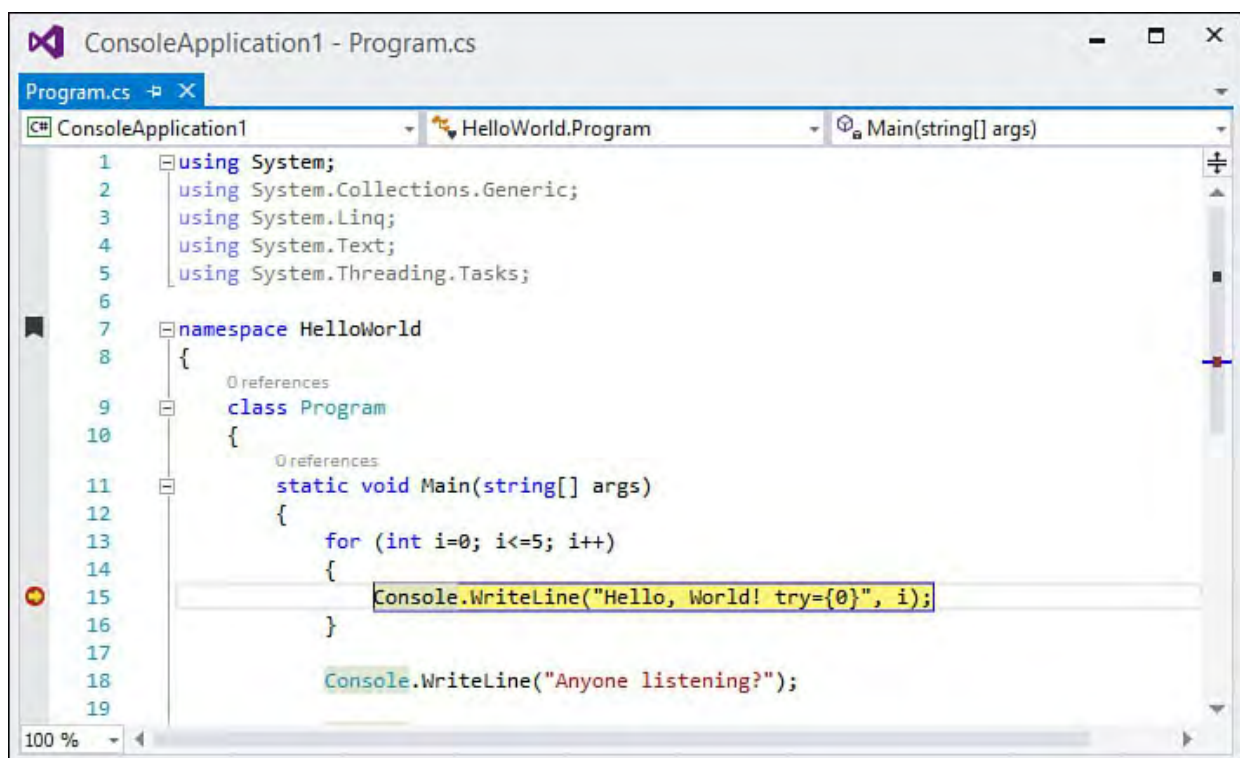 ConsoleApplication1 - Program.cs
Program.cs
C# ConsoleApplication1 HelloWorld.Program Main(string[] args)
1 using System;
2 using System.Collections.Generic;
3 using System.Linq;
4 using System.Text;
5 using System.Threading.Tasks;
6
7 namespace HelloWorld
8 {
0 references
9 class Program
10 {
0 references
11 static void Main(string[] args)
12 {
13 for (int i=0; i<=5; i++)
14 {
15 Console.WriteLine("Hello, World! try={0}", i);
16 }
17
18 Console.WriteLine("Anyone listening?");
19
100 %